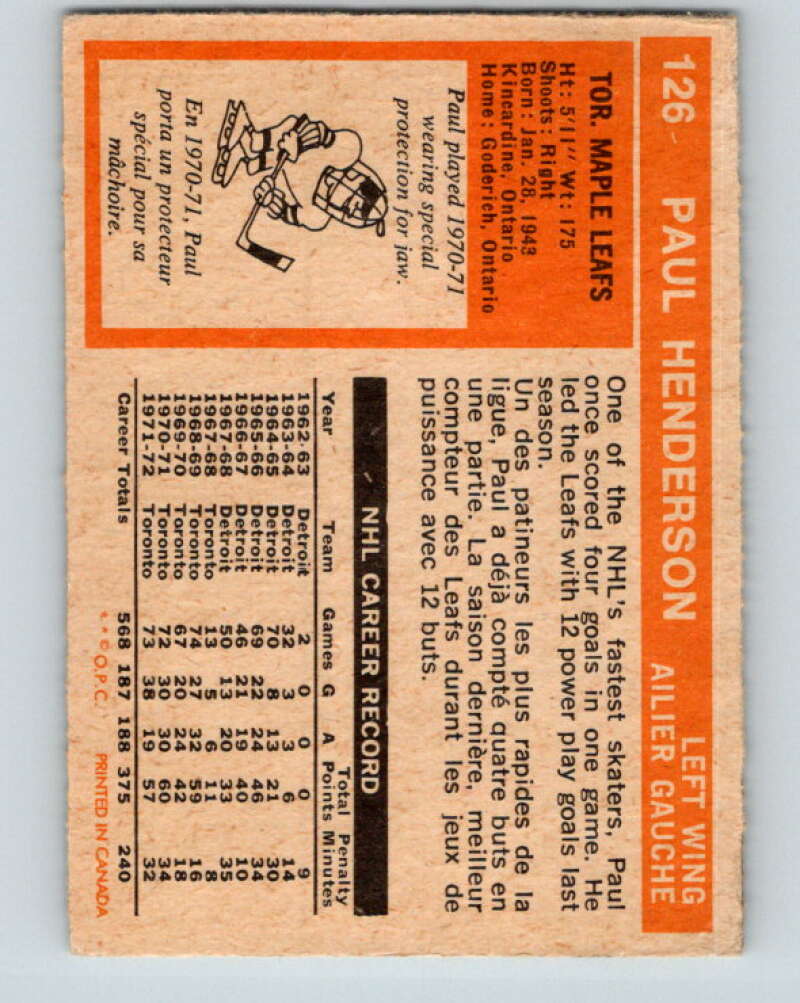 126 PAUL HENDERSON LEFT WING
AILIER GAUCHE
TOR. MAPLE LEAFS
Ht: 5'11" Wt: 175
Shoots: Right
Born: Jan. 28, 1943
Kincardine, Ontario
Home: Goderich, Ontario
Paul played 1970-71
wearing special
protection for jaw.
En 1970-71, Paul
porta un protecteur
spécial pour sa
mâchoire.
One of the NHL's fastest skaters, Paul
once scored four goals in one game. He
led the Leafs with 12 power play goals last
season.
Un des patineurs les plus rapides de la
ligue, Paul a déjà compté quatre buts en
une partie. La saison dernière, meilleur
compteur des Leafs durant les jeux de
puissance avec 12 buts.
NHL CAREER RECORD
Total Penalty
Year Team Games G A Points Minutes
1962-63 Detroit 2 0 0 0 9
1963-64 Detroit 32 3 3 6 14
1964-65 Detroit 70 8 13 21 30
1965-66 Detroit 69 22 24 46 34
1966-67 Detroit 46 21 19 40 10
1967-68 Detroit 50 13 20 33 35
1967-68 Toronto 13 5 6 11 8
1968-69 Toronto 74 27 32 59 16
1969-70 Toronto 67 20 24 42 18
1970-71 Toronto 72 30 30 60 34
1971-72 Toronto 73 38 19 57 32
Career Totals 568 187 188 375 240
* * © O.P.C. PRINTED IN CANADA